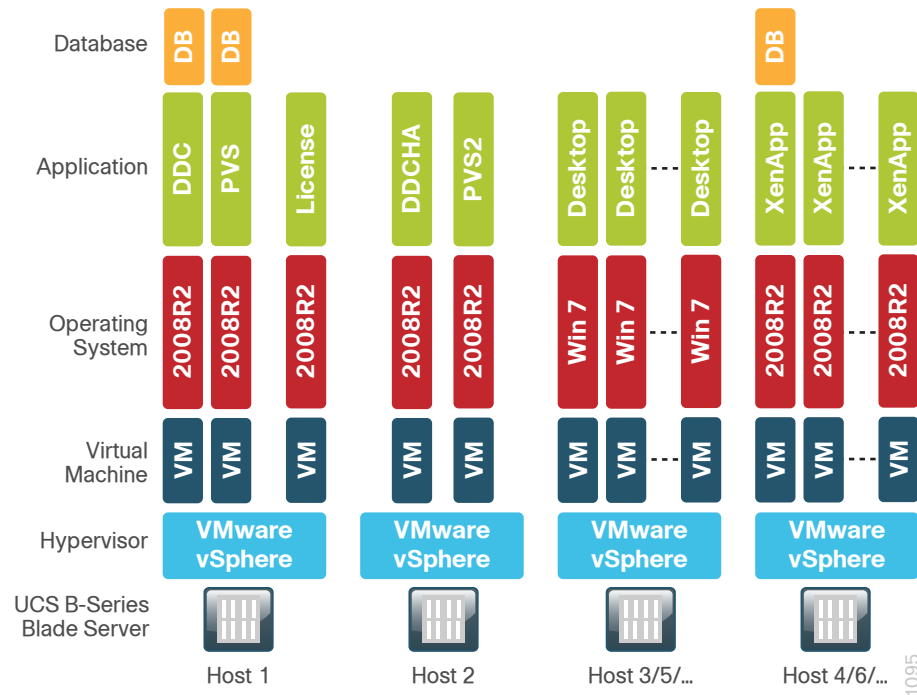 Database
DB
DB
DB
Application
DDC
PVS
License
DDCHA
PVS2
Desktop
Desktop
Desktop
XenApp
XenApp
XenApp
Operating
System
2008R2
2008R2
2008R2
2008R2
2008R2
Win 7
Win 7
Win 7
2008R2
2008R2
2008R2
Virtual
Machine
VM
VM
VM
VM
VM
VM
VM
VM
VM
VM
VM
Hypervisor
VMware
vSphere
VMware
vSphere
VMware
vSphere
VMware
vSphere
UCS B-Series
Blade Server
Host 1
Host 2
Host 3/5/...
Host 4/6/...
1095